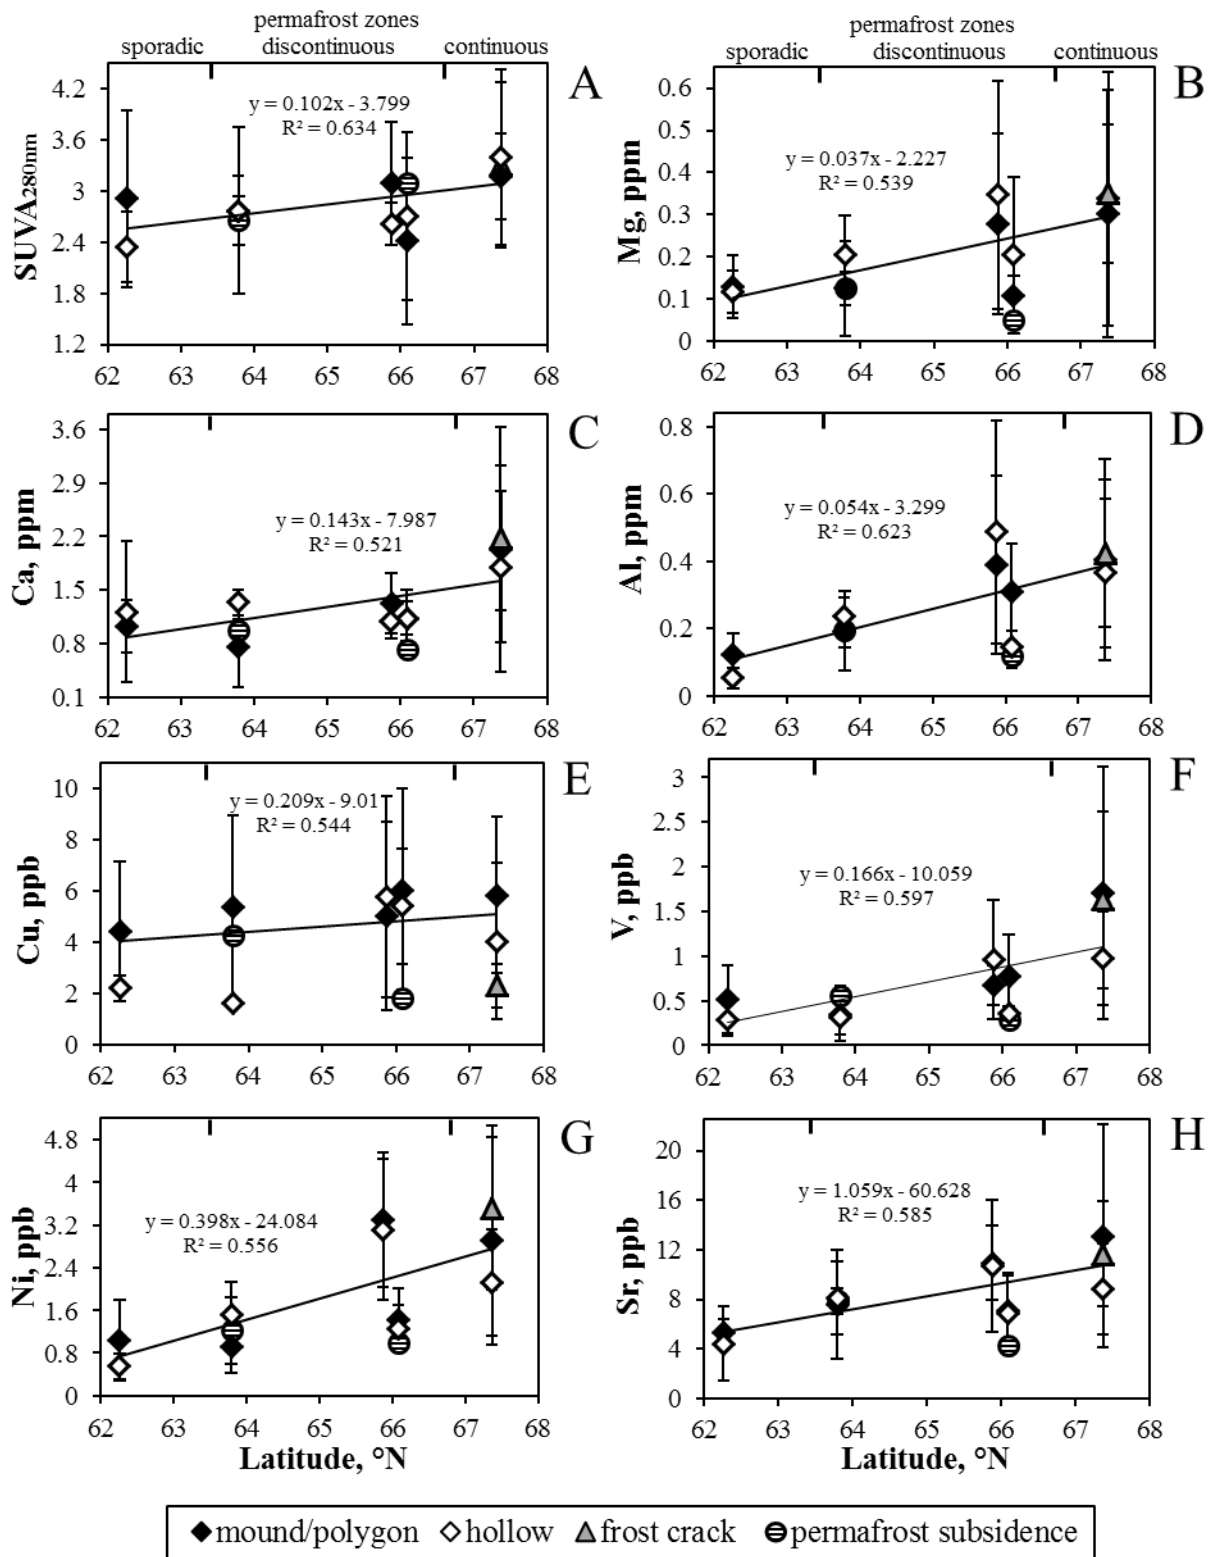 permafrost zones
sporadic discontinuous continuous
A
4.2
3.6
3
2.4
1.8
1.2
SUVA280nm
y = 0.102x - 3.799
R² = 0.634
62 63 64 65 66 67 68
permafrost zones
sporadic discontinuous continuous
B
0.6
0.5
0.4
0.3
0.2
0.1
0
Mg, ppm
y = 0.037x - 2.227
R² = 0.539
62 63 64 65 66 67 68
C
3.6
2.9
2.2
1.5
0.8
0.1
Ca, ppm
y = 0.143x - 7.987
R² = 0.521
62 63 64 65 66 67 68
D
0.8
0.6
0.4
0.2
0
Al, ppm
y = 0.054x - 3.299
R² = 0.623
62 63 64 65 66 67 68
E
10
8
6
4
2
0
Cu, ppb
y = 0.209x - 9.01
R² = 0.544
62 63 64 65 66 67 68
F
3
2.5
2
1.5
1
0.5
0
V, ppb
y = 0.166x - 10.059
R² = 0.597
62 63 64 65 66 67 68
G
4.8
4
3.2
2.4
1.6
0.8
0
Ni, ppb
y = 0.398x - 24.084
R² = 0.556
62 63 64 65 66 67 68
Latitude, °N
H
20
16
12
8
4
0
Sr, ppb
y = 1.059x - 60.628
R² = 0.585
62 63 64 65 66 67 68
Latitude, °N
mound/polygon hollow frost crack permafrost subsidence